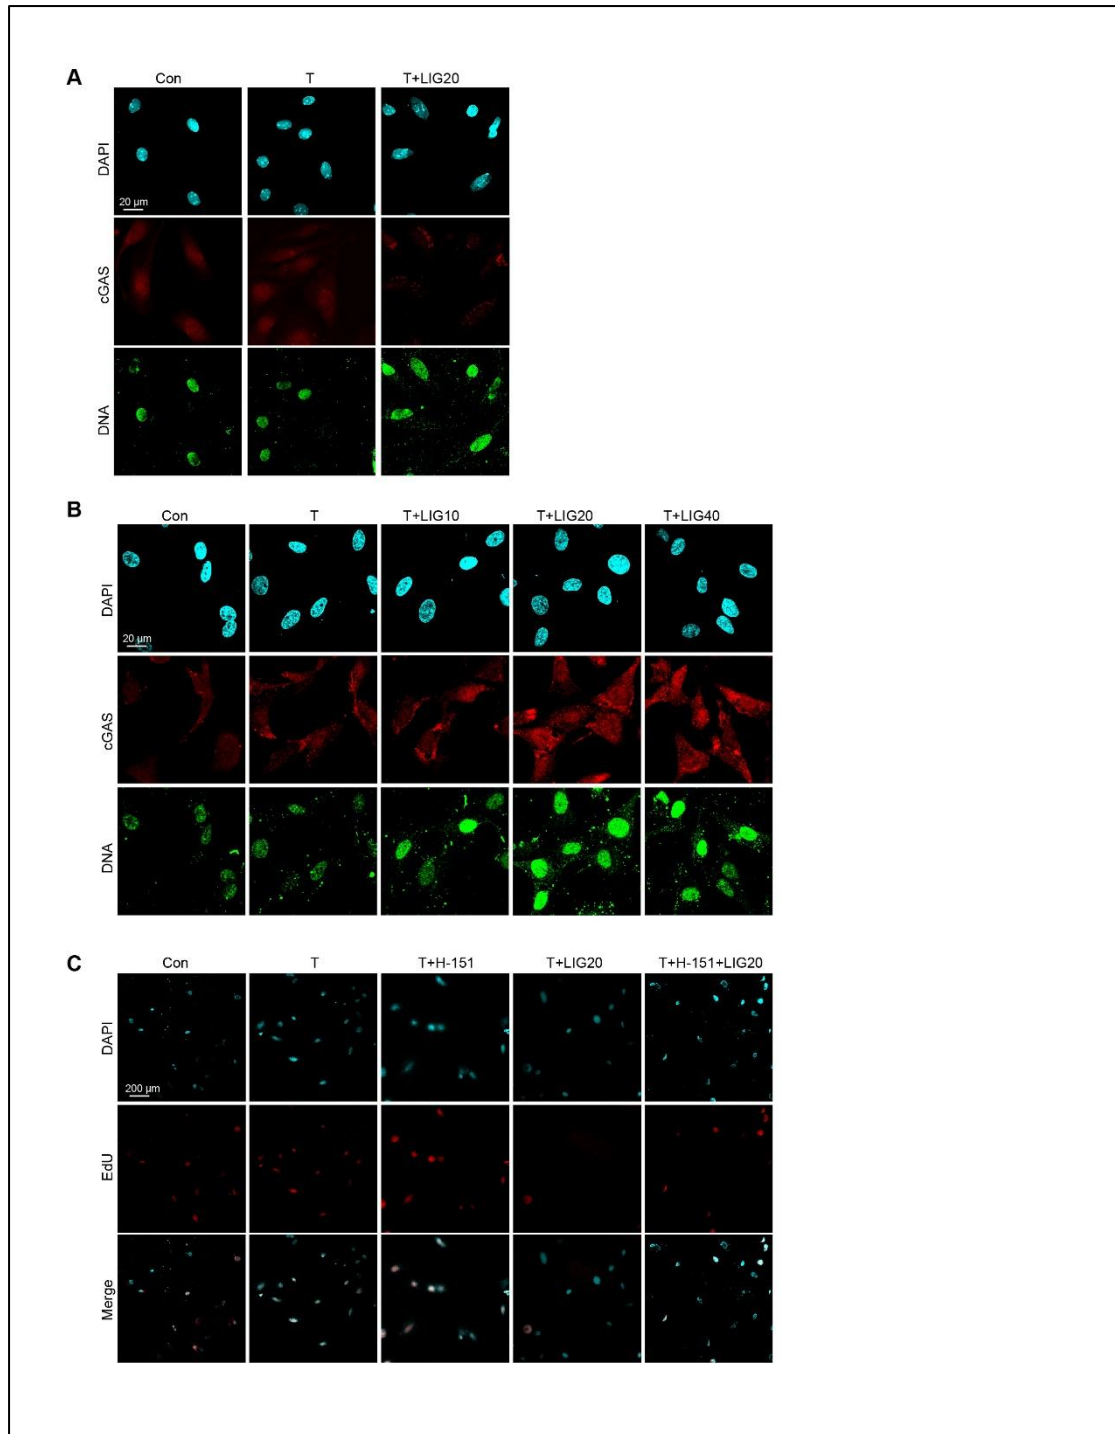 A
Con T T+LIG20
DAPI
20 µm
cGAS
DNA
B
Con T T+LIG10 T+LIG20 T+LIG40
DAPI
20 µm
cGAS
DNA
C
Con T T+H-151 T+LIG20 T+H-151+LIG20
DAPI
200 µm
EdU
Merge